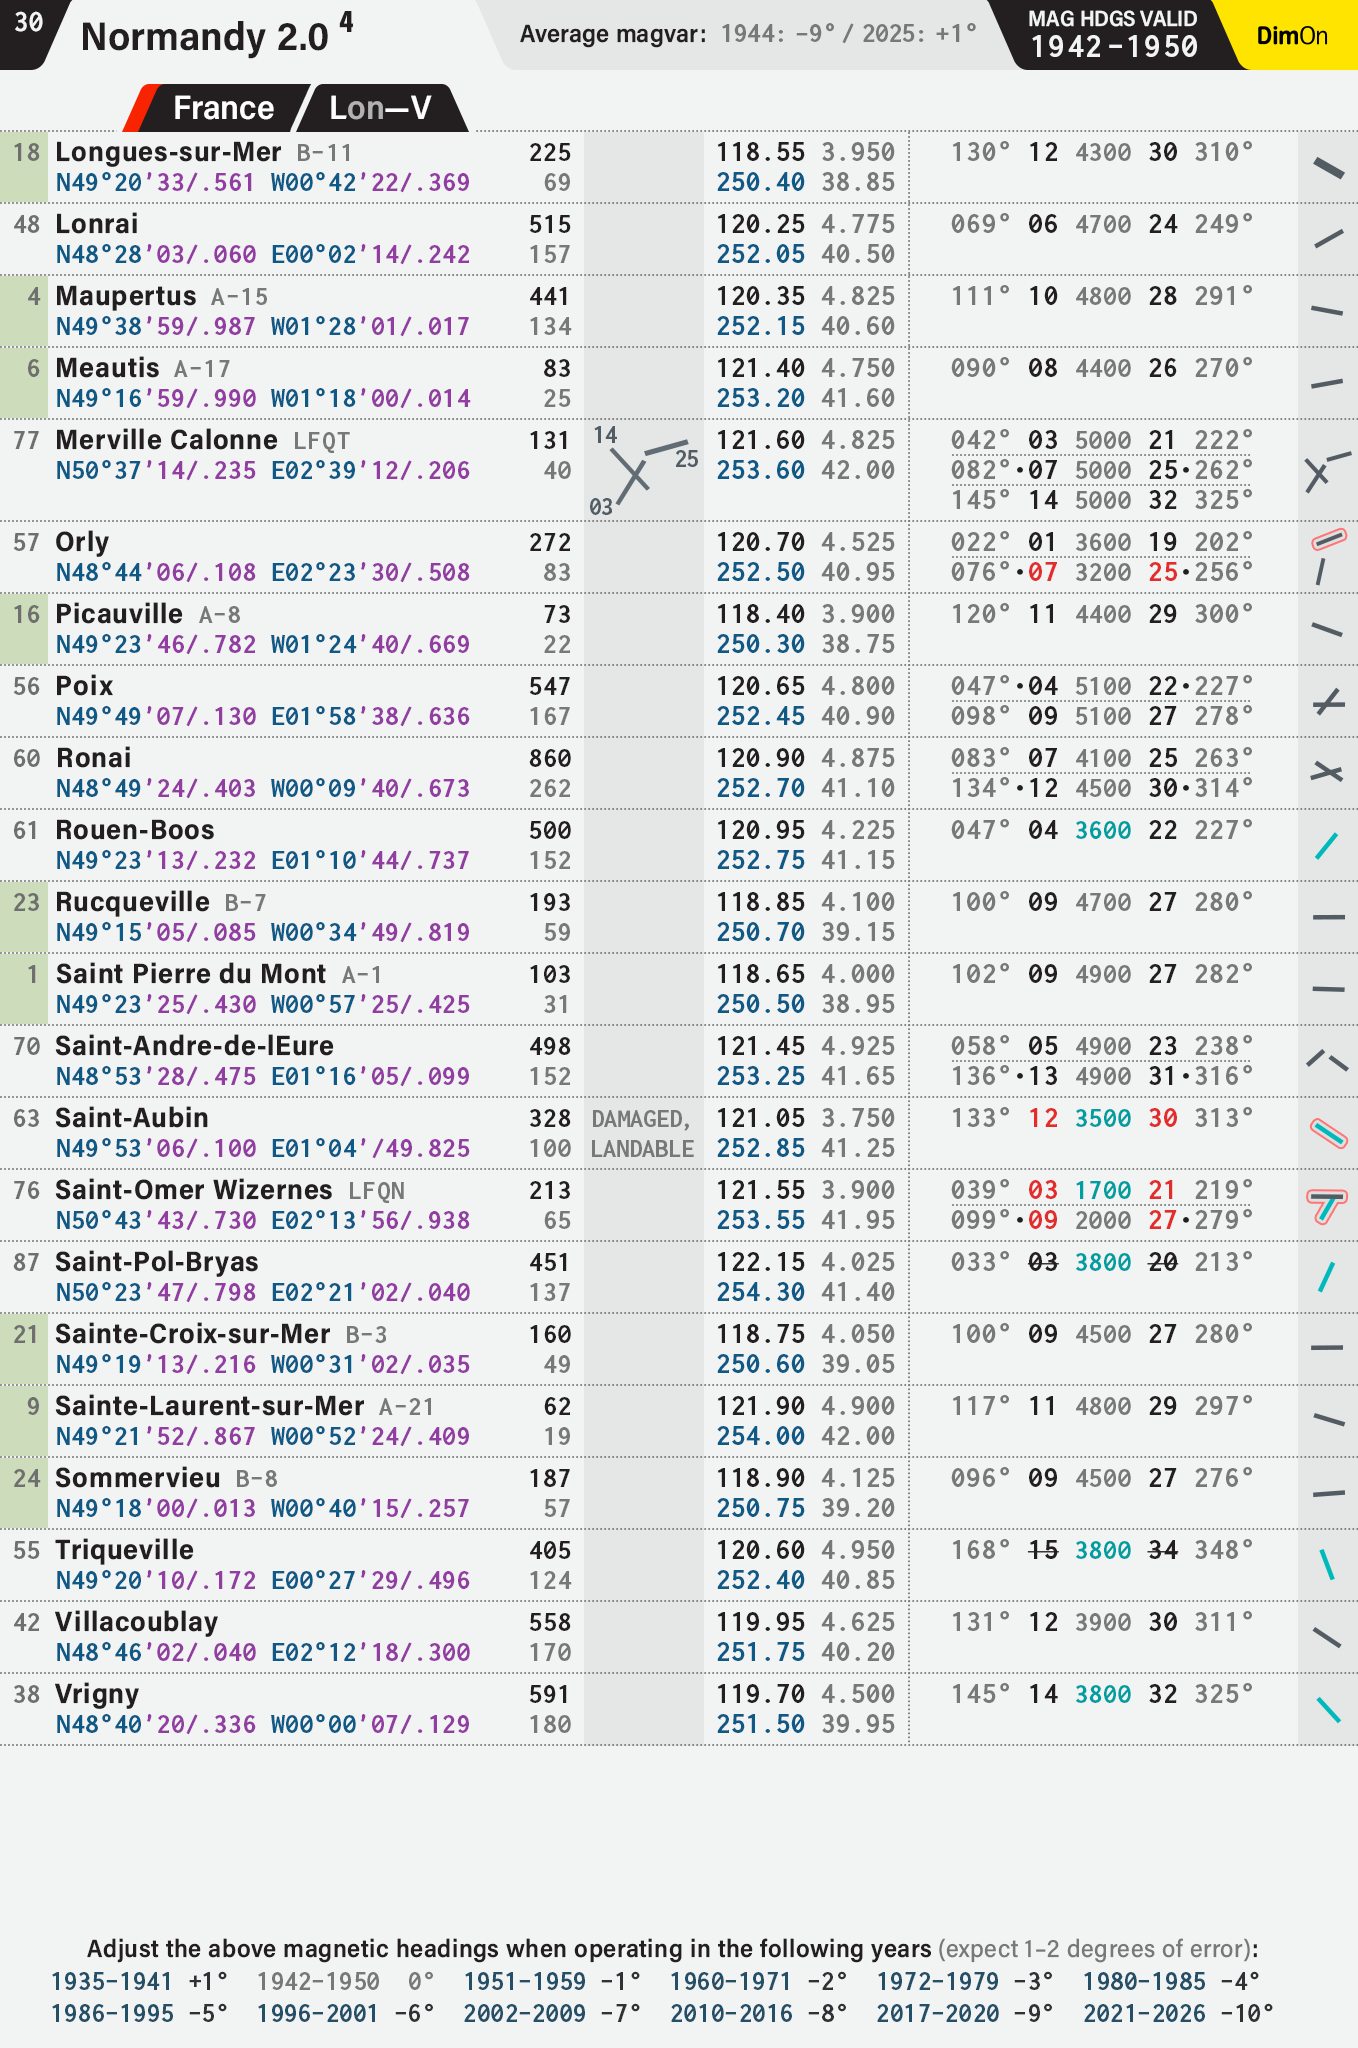 30 Normandy 2.0 4 Average magvar: 1944: -9° / 2025: +1° MAG HDGS VALID 1942-1950 DimOn
France Lon—V
18 Longues-sur-Mer B-11 225 118.55 3.950 130° 12 4300 30 310°
N49°20'33/.561 W00°42'22/.369 69 250.40 38.85
48 Lonrai 515 120.25 4.775 069° 06 4700 24 249°
N48°28'03/.060 E00°02'14/.242 157 252.05 40.50
4 Maupertus A-15 441 120.35 4.825 111° 10 4800 28 291°
N49°38'59/.987 W01°28'01/.017 134 252.15 40.60
6 Meautis A-17 83 121.40 4.750 090° 08 4400 26 270°
N49°16'59/.990 W01°18'00/.014 25 253.20 41.60
77 Merville Calonne LFQT 131 14 121.60 4.825 042° 03 5000 21 222°
N50°37'14/.235 E02°39'12/.206 40 25 253.60 42.00 082°·07 5000 25·262°
03 145° 14 5000 32 325°
57 Orly 272 120.70 4.525 022° 01 3600 19 202°
N48°44'06/.108 E02°23'30/.508 83 252.50 40.95 076°·07 3200 25·256°
16 Picauville A-8 73 118.40 3.900 120° 11 4400 29 300°
N49°23'46/.782 W01°24'40/.669 22 250.30 38.75
56 Poix 547 120.65 4.800 047°·04 5100 22·227°
N49°49'07/.130 E01°58'38/.636 167 252.45 40.90 098° 09 5100 27 278°
60 Ronai 860 120.90 4.875 083° 07 4100 25 263°
N48°49'24/.403 W00°09'40/.673 262 252.70 41.10 134°·12 4500 30·314°
61 Rouen-Boos 500 120.95 4.225 047° 04 3600 22 227°
N49°23'13/.232 E01°10'44/.737 152 252.75 41.15
23 Rucqueville B-7 193 118.85 4.100 100° 09 4700 27 280°
N49°15'05/.085 W00°34'49/.819 59 250.70 39.15
1 Saint Pierre du Mont A-1 103 118.65 4.000 102° 09 4900 27 282°
N49°23'25/.430 W00°57'25/.425 31 250.50 38.95
70 Saint-Andre-de-lEure 498 121.45 4.925 058° 05 4900 23 238°
N48°53'28/.475 E01°16'05/.099 152 253.25 41.65 136°·13 4900 31·316°
63 Saint-Aubin 328 DAMAGED, 121.05 3.750 133° 12 3500 30 313°
N49°53'06/.100 E01°04'/49.825 100 LANDABLE 252.85 41.25
76 Saint-Omer Wizernes LFQN 213 121.55 3.900 039° 03 1700 21 219°
N50°43'43/.730 E02°13'56/.938 65 253.55 41.95 099°·09 2000 27·279°
87 Saint-Pol-Bryas 451 122.15 4.025 033° 03 3800 20 213°
N50°23'47/.798 E02°21'02/.040 137 254.30 41.40
21 Sainte-Croix-sur-Mer B-3 160 118.75 4.050 100° 09 4500 27 280°
N49°19'13/.216 W00°31'02/.035 49 250.60 39.05
9 Sainte-Laurent-sur-Mer A-21 62 121.90 4.900 117° 11 4800 29 297°
N49°21'52/.867 W00°52'24/.409 19 254.00 42.00
24 Sommervieu B-8 187 118.90 4.125 096° 09 4500 27 276°
N49°18'00/.013 W00°40'15/.257 57 250.75 39.20
55 Triqueville 405 120.60 4.950 168° 15 3800 34 348°
N49°20'10/.172 E00°27'29/.496 124 252.40 40.85
42 Villacoublay 558 119.95 4.625 131° 12 3900 30 311°
N48°46'02/.040 E02°12'18/.300 170 251.75 40.20
38 Vrigny 591 119.70 4.500 145° 14 3800 32 325°
N48°40'20/.336 W00°00'07/.129 180 251.50 39.95
Adjust the above magnetic headings when operating in the following years (expect 1-2 degrees of error):
1935-1941 +1° 1942-1950 0° 1951-1959 -1° 1960-1971 -2° 1972-1979 -3° 1980-1985 -4°
1986-1995 -5° 1996-2001 -6° 2002-2009 -7° 2010-2016 -8° 2017-2020 -9° 2021-2026 -10°